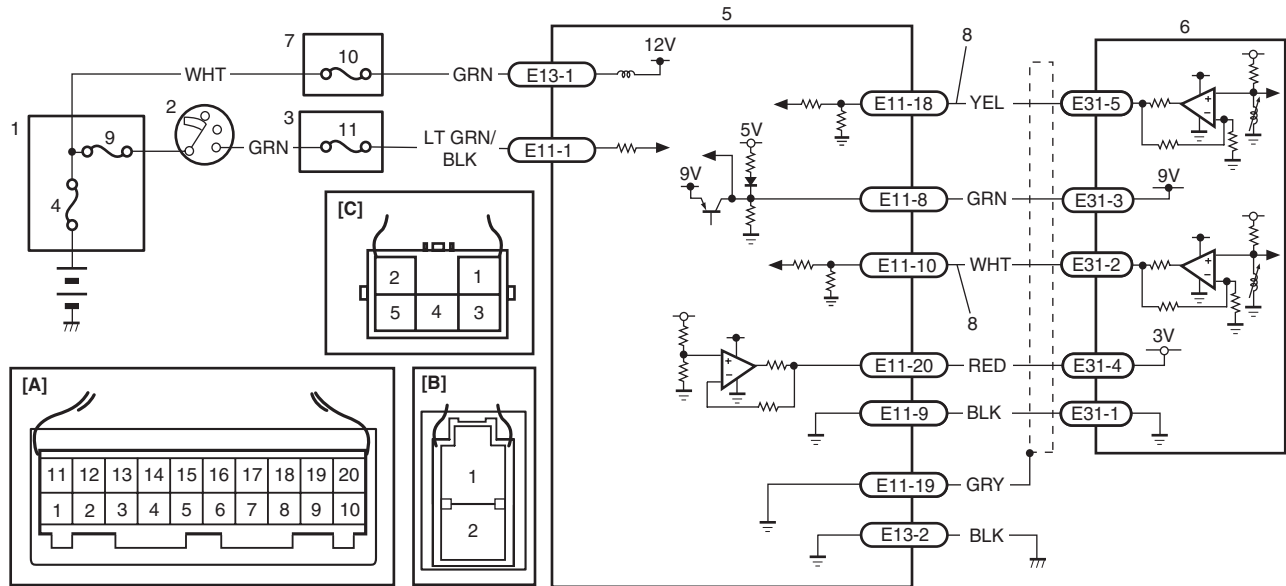 5
7
10
12V
8
6
WHT
GRN
E13-1
E11-18
YEL
E31-5
1
2
9
3
11
GRN
LT GRN/
BLK
E11-1
5V
9V
E11-8
GRN
E31-3
9V
4
[C]
2
1
5
4
3
E11-10
WHT
E31-2
8
E11-20
RED
E31-4
3V
E11-9
BLK
E31-1
E11-19
GRY
E13-2
BLK
[A]
11 12 13 14 15 16 17 18 19 20
1 2 3 4 5 6 7 8 9 10
[B]
1
2
+
−
+
−
+
−